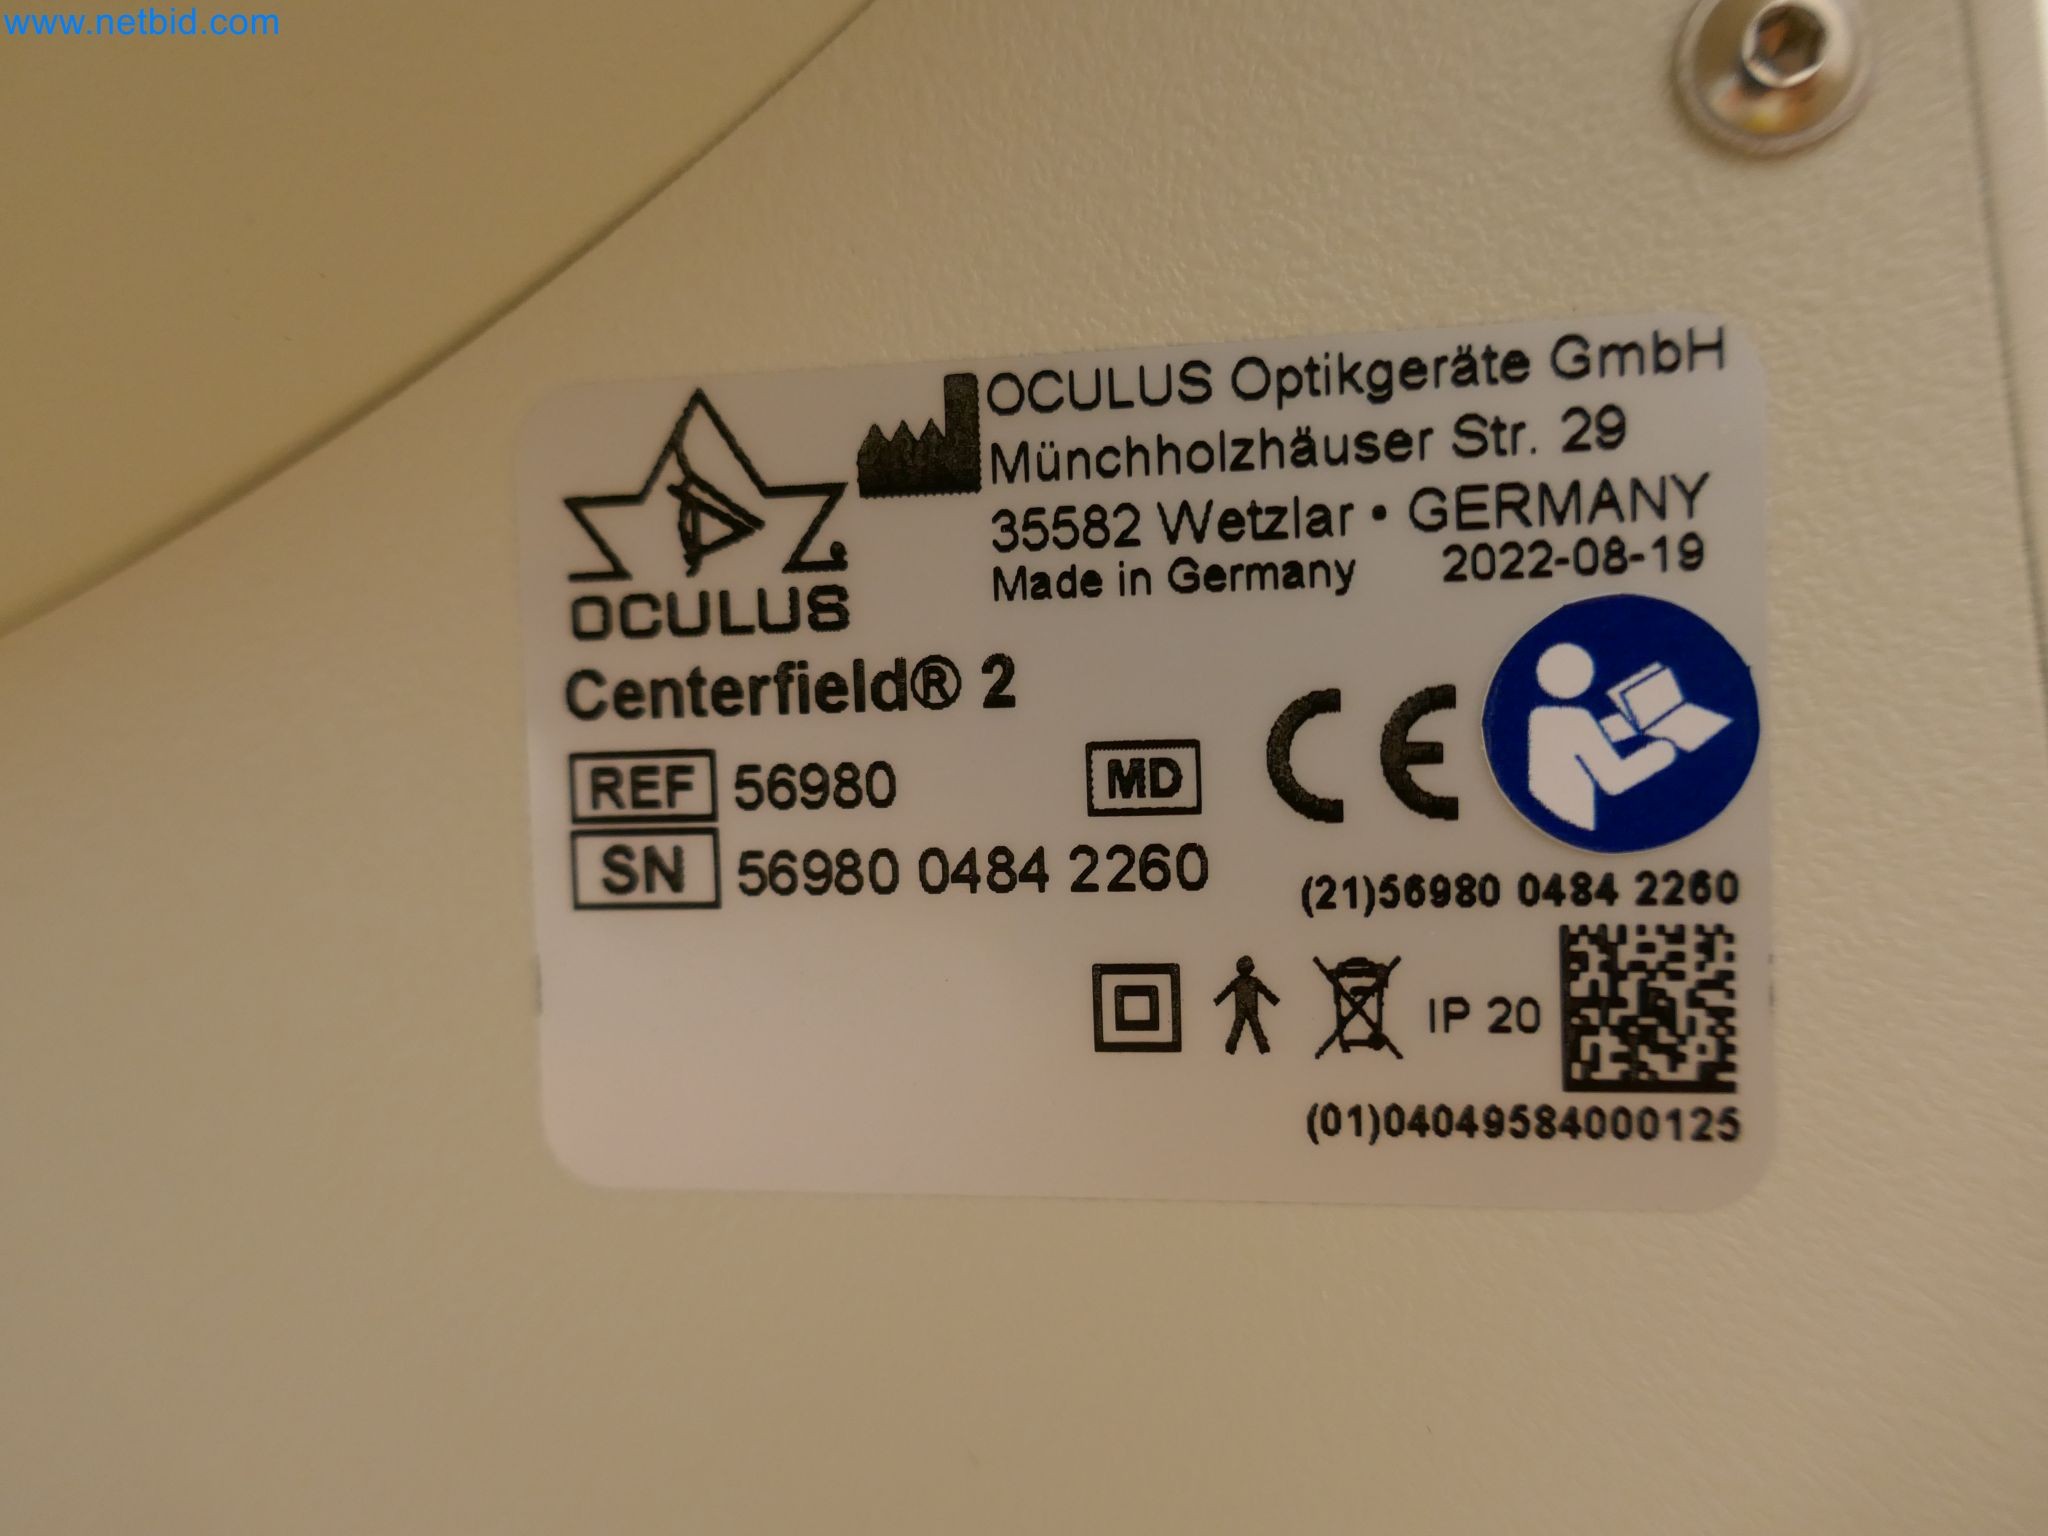 www.netbid.com
OCULUS Optikgeräte GmbH
Münchholzhäuser Str. 29
35582 Wetzlar • GERMANY
Made in Germany 2022-08-19
OCULUS
Centerfield® 2
REF 56980 MD CE
SN 56980 0484 2260
(21)56980 0484 2260
IP 20
(01)04049584000125